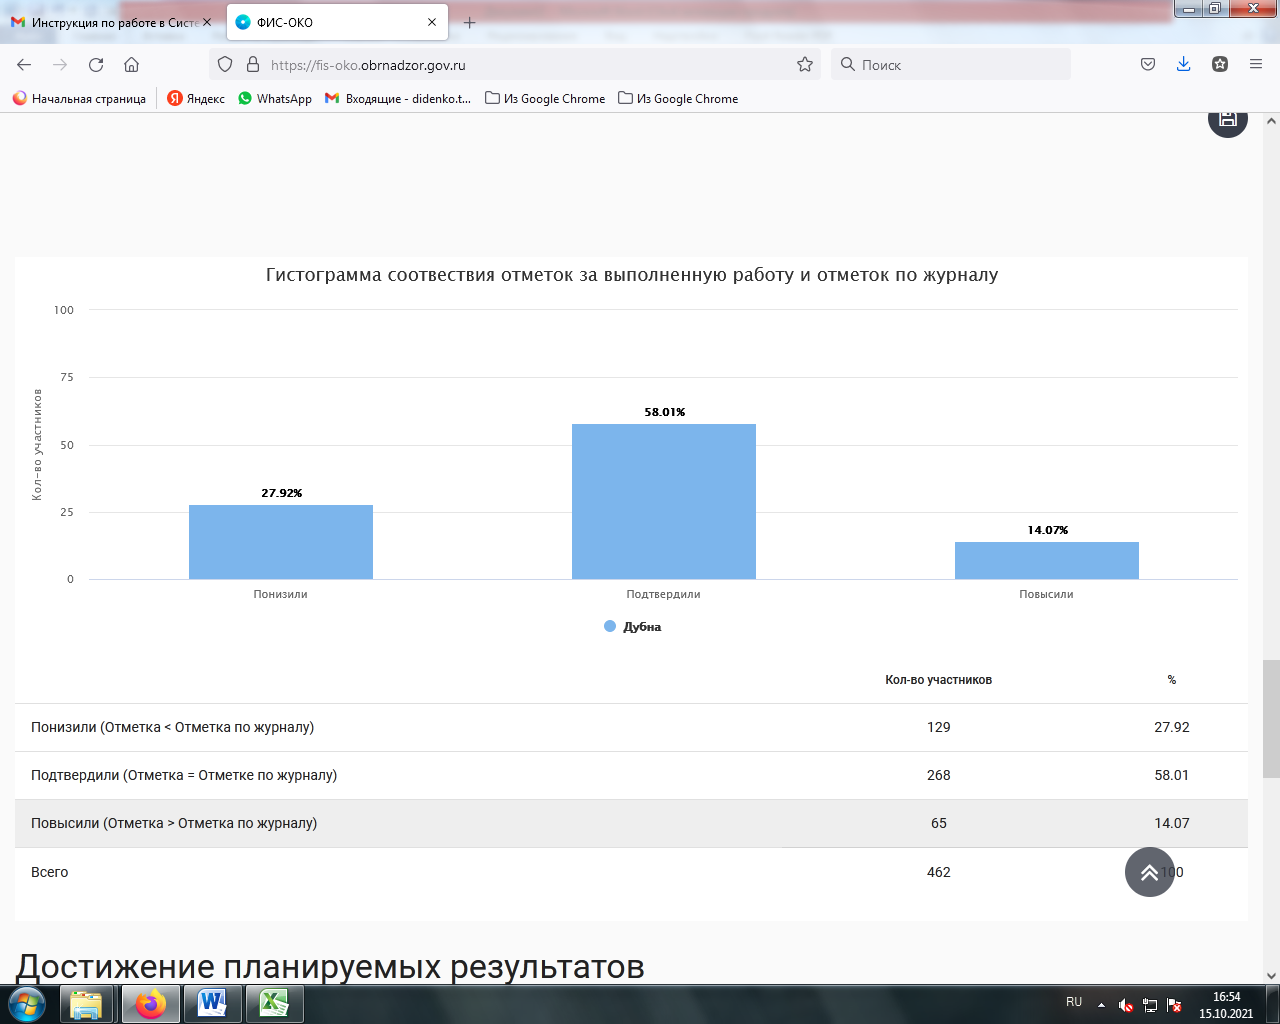 Инструкция по работе в Систе
ФИС-ОКО
https://fis-oko.obrnadzor.gov.ru
Поиск
Начальная страница
Яндекс
WhatsApp
Входящие - didenko.t...
Из Google Chrome
Из Google Chrome
Гистограмма соотвествия отметок за выполненную работу и отметок по журналу
Кол-во участников
100
75
50
25
0
27.92%
58.01%
14.07%
Понизили
Подтвердили
Повысили
Дубна
Кол-во участников %
Понизили (Отметка < Отметка по журналу) 129 27.92
Подтвердили (Отметка = Отметке по журналу) 268 58.01
Повысили (Отметка > Отметка по журналу) 65 14.07
Всего 462 100
Достижение планируемых результатов
RU
16:54
15.10.2021